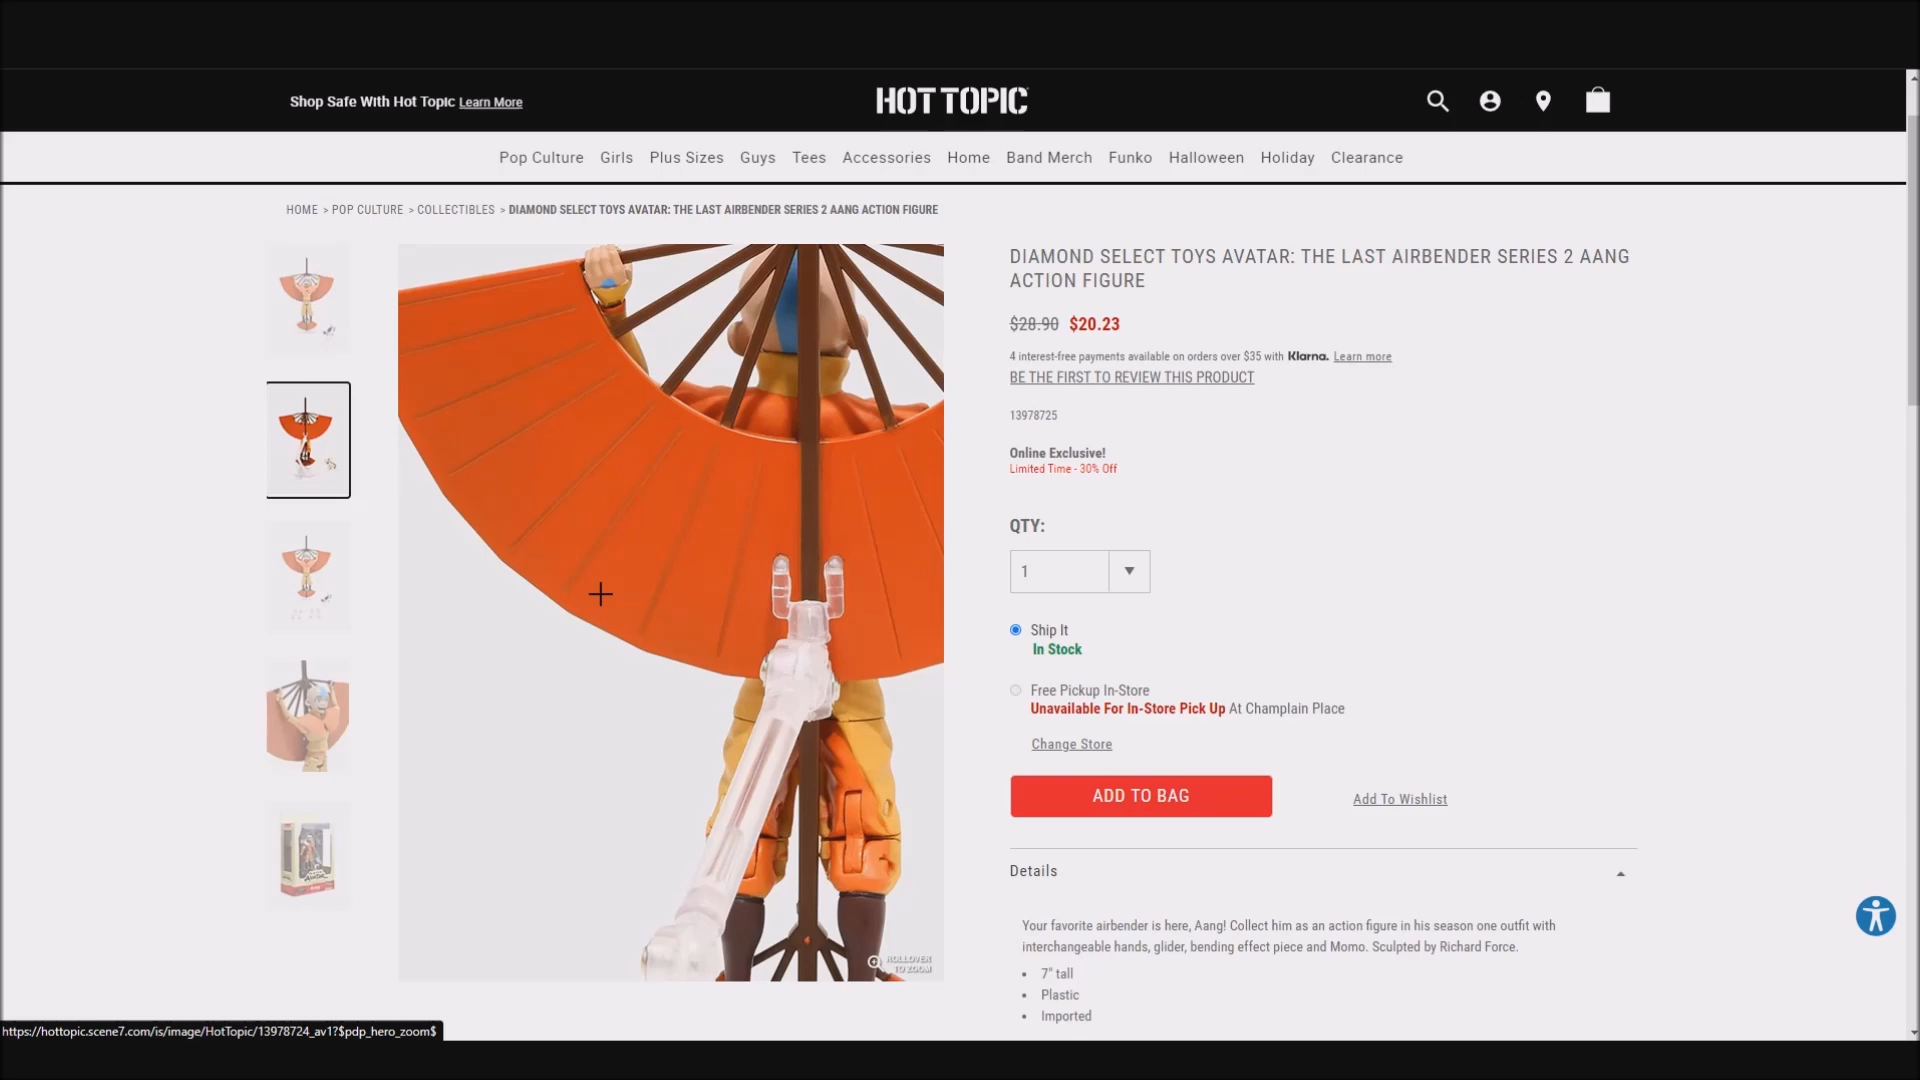 Shop Safe With Hot Topic Learn More
HOT TOPIC
Pop Culture Girls Plus Sizes Guys Tees Accessories Home Band Merch Funko Halloween Holiday Clearance
HOME > POP CULTURE > COLLECTIBLES > DIAMOND SELECT TOYS AVATAR: THE LAST AIRBENDER SERIES 2 AANG ACTION FIGURE
DIAMOND SELECT TOYS AVATAR: THE LAST AIRBENDER SERIES 2 AANG
ACTION FIGURE
$28.90 $20.23
4 interest-free payments available on orders over $35 with Klarna. Learn more
BE THE FIRST TO REVIEW THIS PRODUCT
13978725
Online Exclusive!
Limited Time - 30% Off
QTY:
1
Ship It
In Stock
Free Pickup In-Store
Unavailable For In-Store Pick Up At Champlain Place
Change Store
ADD TO BAG
Add To Wishlist
Details
Your favorite airbender is here, Aang! Collect him as an action figure in his season one outfit with
interchangeable hands, glider, bending effect piece and Momo. Sculpted by Richard Force.
• 7" tall
• Plastic
• Imported
ROLLOVER
TO ZOOM
https://hottopic.scene7.com/is/image/HotTopic/13978724_av1?$pdp_hero_zoom$